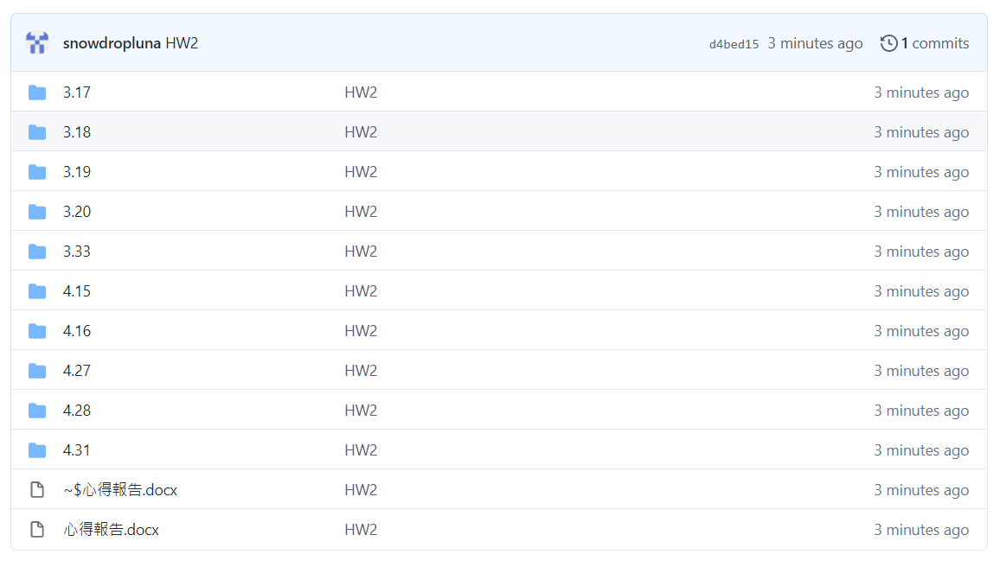 snowdropluna HW2 d4bed15 3 minutes ago 1 commits
3.17 HW2 3 minutes ago
3.18 HW2 3 minutes ago
3.19 HW2 3 minutes ago
3.20 HW2 3 minutes ago
3.33 HW2 3 minutes ago
4.15 HW2 3 minutes ago
4.16 HW2 3 minutes ago
4.27 HW2 3 minutes ago
4.28 HW2 3 minutes ago
4.31 HW2 3 minutes ago
~$心得報告.docx HW2 3 minutes ago
心得報告.docx HW2 3 minutes ago